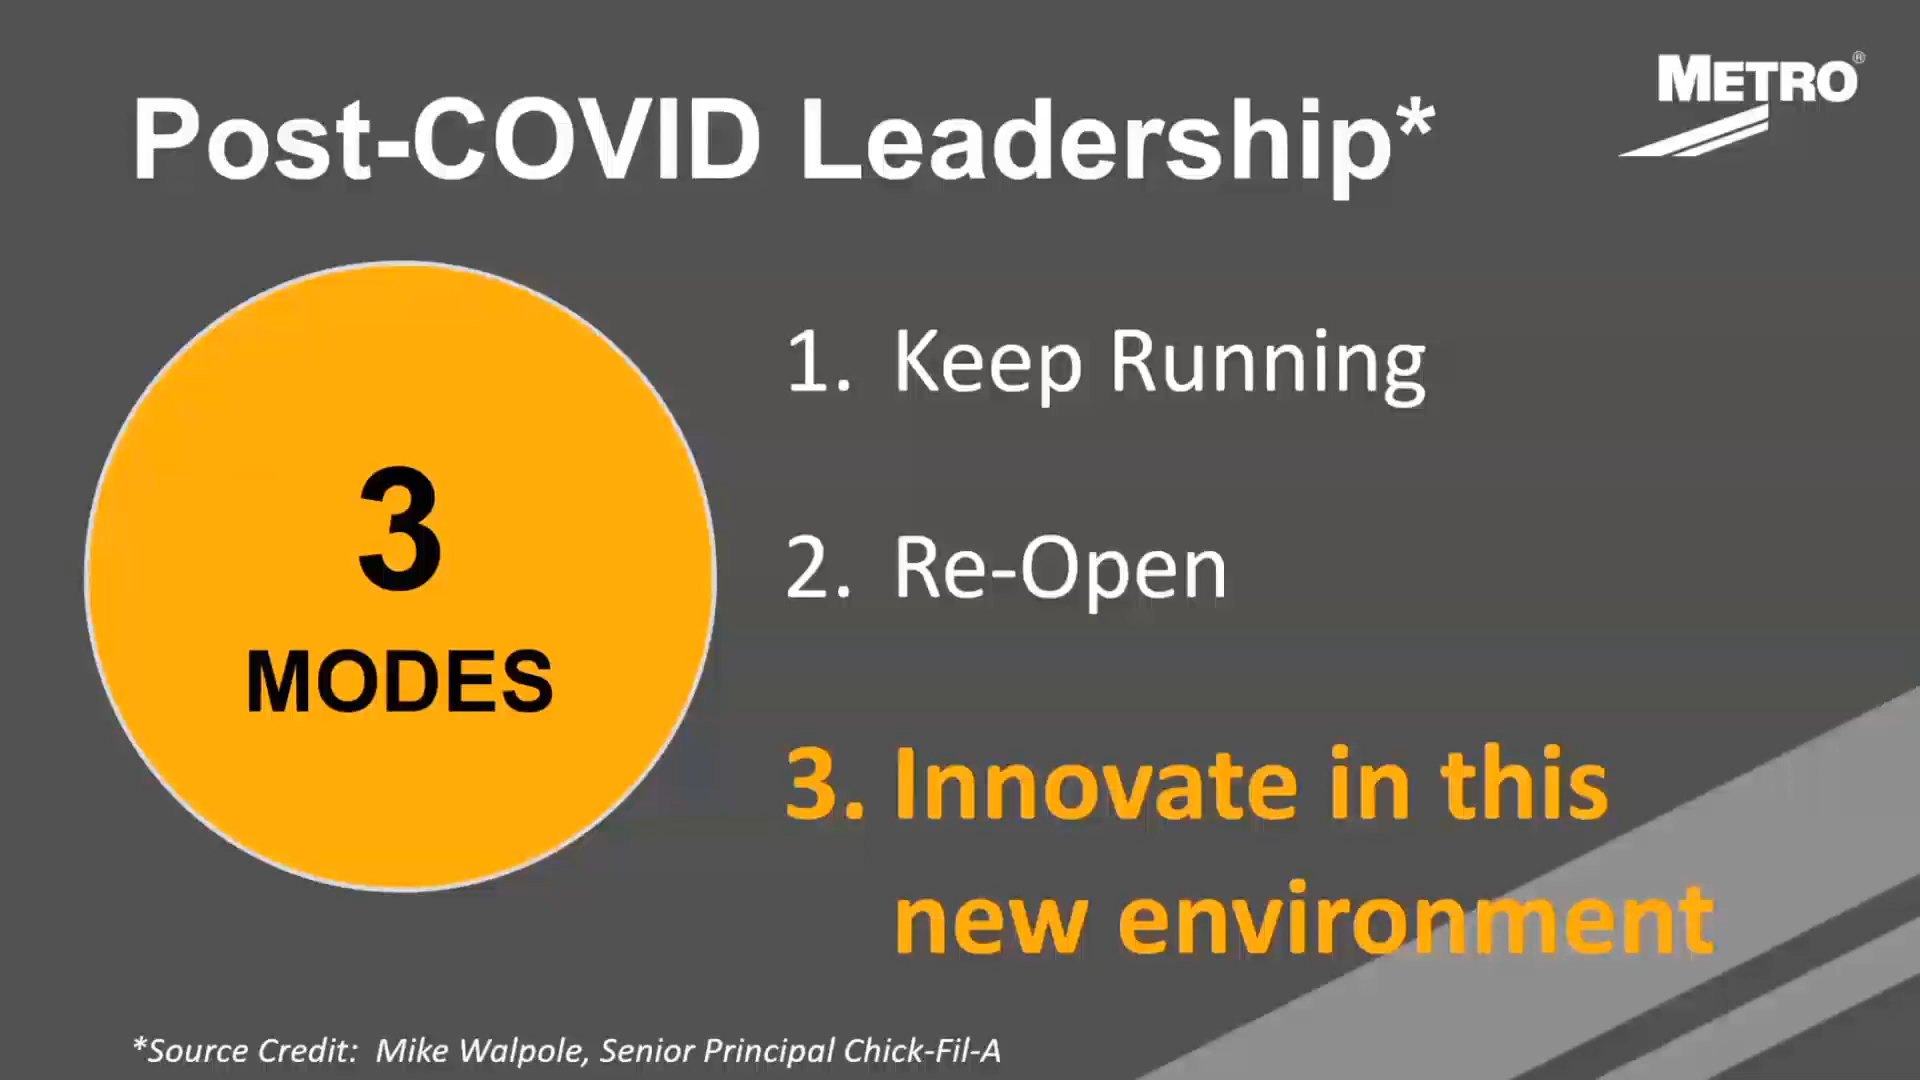 METRO®
Post-COVID Leadership*
3
MODES
1. Keep Running
2. Re-Open
3. Innovate in this
new environment
*Source Credit: Mike Walpole, Senior Principal Chick-Fil-A